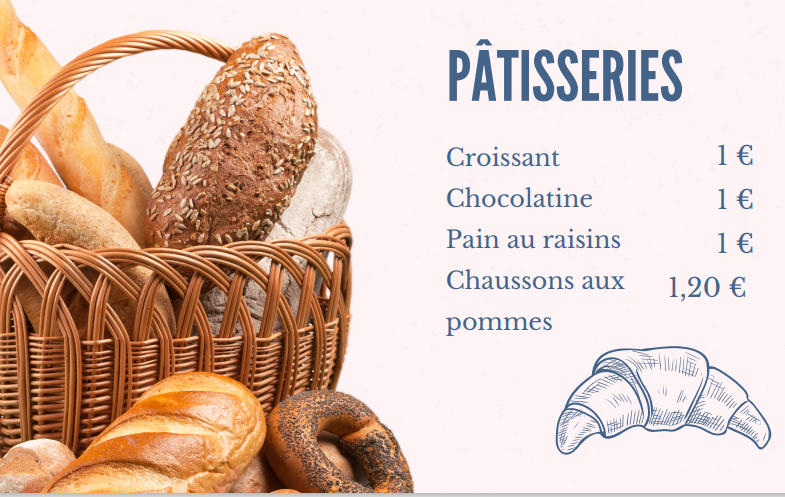 PÂTISSERIES
Croissant 1 €
Chocolatine 1 €
Pain au raisins 1 €
Chaussons aux 1,20 €
pommes